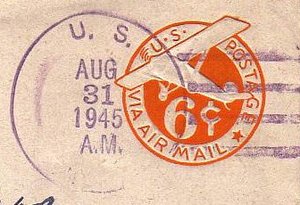 U. S.
AUG
31
1945
A.M.
U.S. POSTAGE
6¢
VIA AIR MAIL